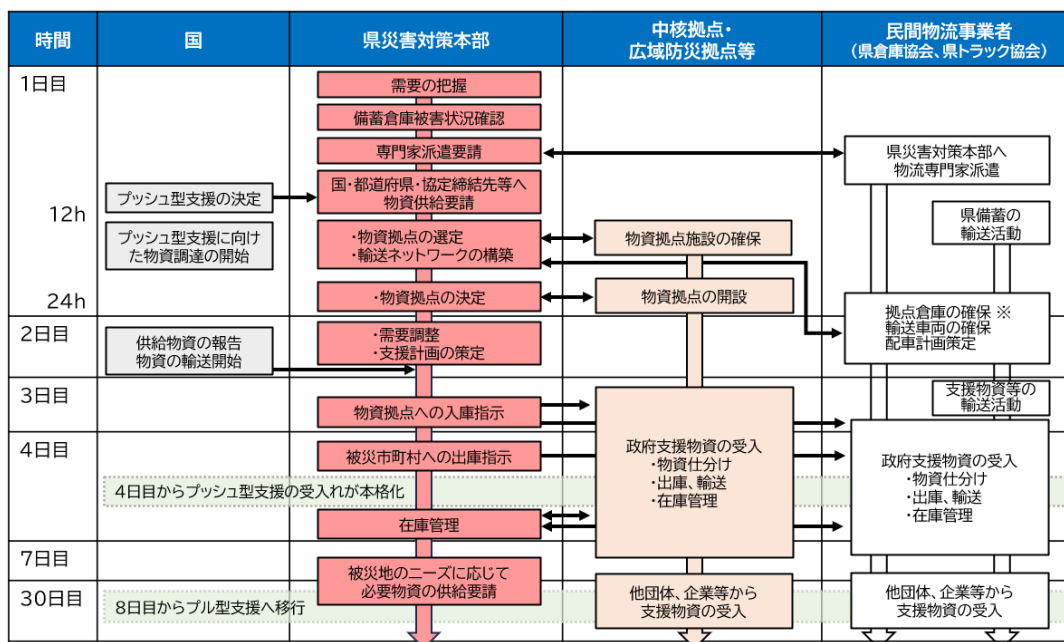 時間
国
県災害対策本部
中核拠点・
広域防災拠点等
民間物流事業者
(県倉庫協会、県トラック協会)
1日目
需要の把握
備蓄倉庫被害状況確認
専門家派遣要請
県災害対策本部へ
物流専門家派遣
プッシュ型支援の決定
国・都道府県・協定締結先等へ
物資供給要請
12h
県備蓄の
輸送活動
プッシュ型支援に向け
た物資調達の開始
・物資拠点の選定
・輸送ネットワークの構築
物資拠点施設の確保
24h
・物資拠点の決定
物資拠点の開設
拠点倉庫の確保 ※
輸送車両の確保
配車計画策定
2日目
供給物資の報告
物資の輸送開始
・需要調整
・支援計画の策定
3日目
支援物資等の
輸送活動
物資拠点への入庫指示
4日目
被災市町村への出庫指示
政府支援物資の受入
・物資仕分け
・出庫、輸送
・在庫管理
政府支援物資の受入
・物資仕分け
・出庫、輸送
・在庫管理
4日目からプッシュ型支援の受入れが本格化
在庫管理
7日目
被災地のニーズに応じて
必要物資の供給要請
30日目
8日目からプル型支援へ移行
他団体、企業等から
支援物資の受入
他団体、企業等から
支援物資の受入